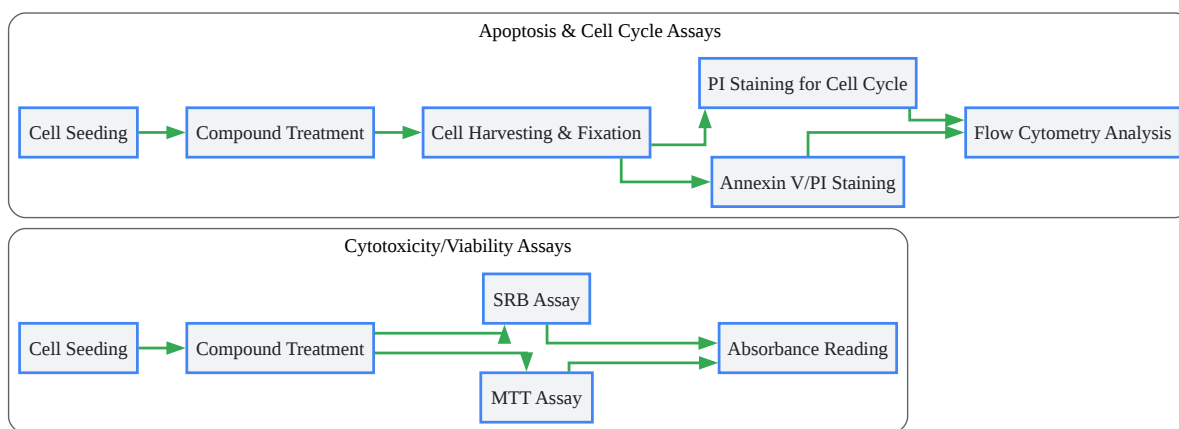 Apoptosis & Cell Cycle Assays
PI Staining for Cell Cycle
Cell Seeding
Compound Treatment
Cell Harvesting & Fixation
Flow Cytometry Analysis
Annexin V/PI Staining
Cytotoxicity/Viability Assays
SRB Assay
Cell Seeding
Compound Treatment
Absorbance Reading
MTT Assay